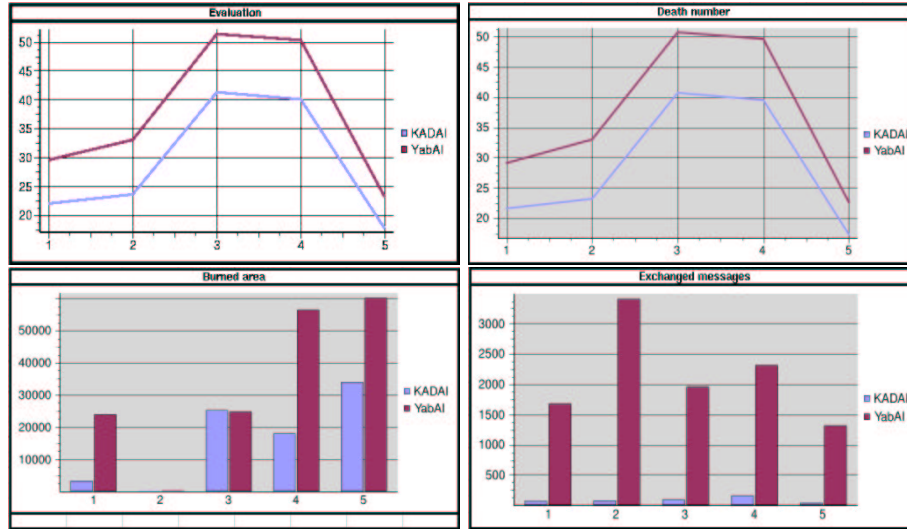 Evaluation
50
45
40
35
30
25
20
1 2 3 4 5
KADAI
YabAI
Death number
50
45
40
35
30
25
20
1 2 3 4 5
KADAI
YabAI
Burned area
50000
40000
30000
20000
10000
1 2 3 4 5
KADAI
YabAI
Exchanged messages
3000
2500
2000
1500
1000
500
1 2 3 4 5
KADAI
YabAI